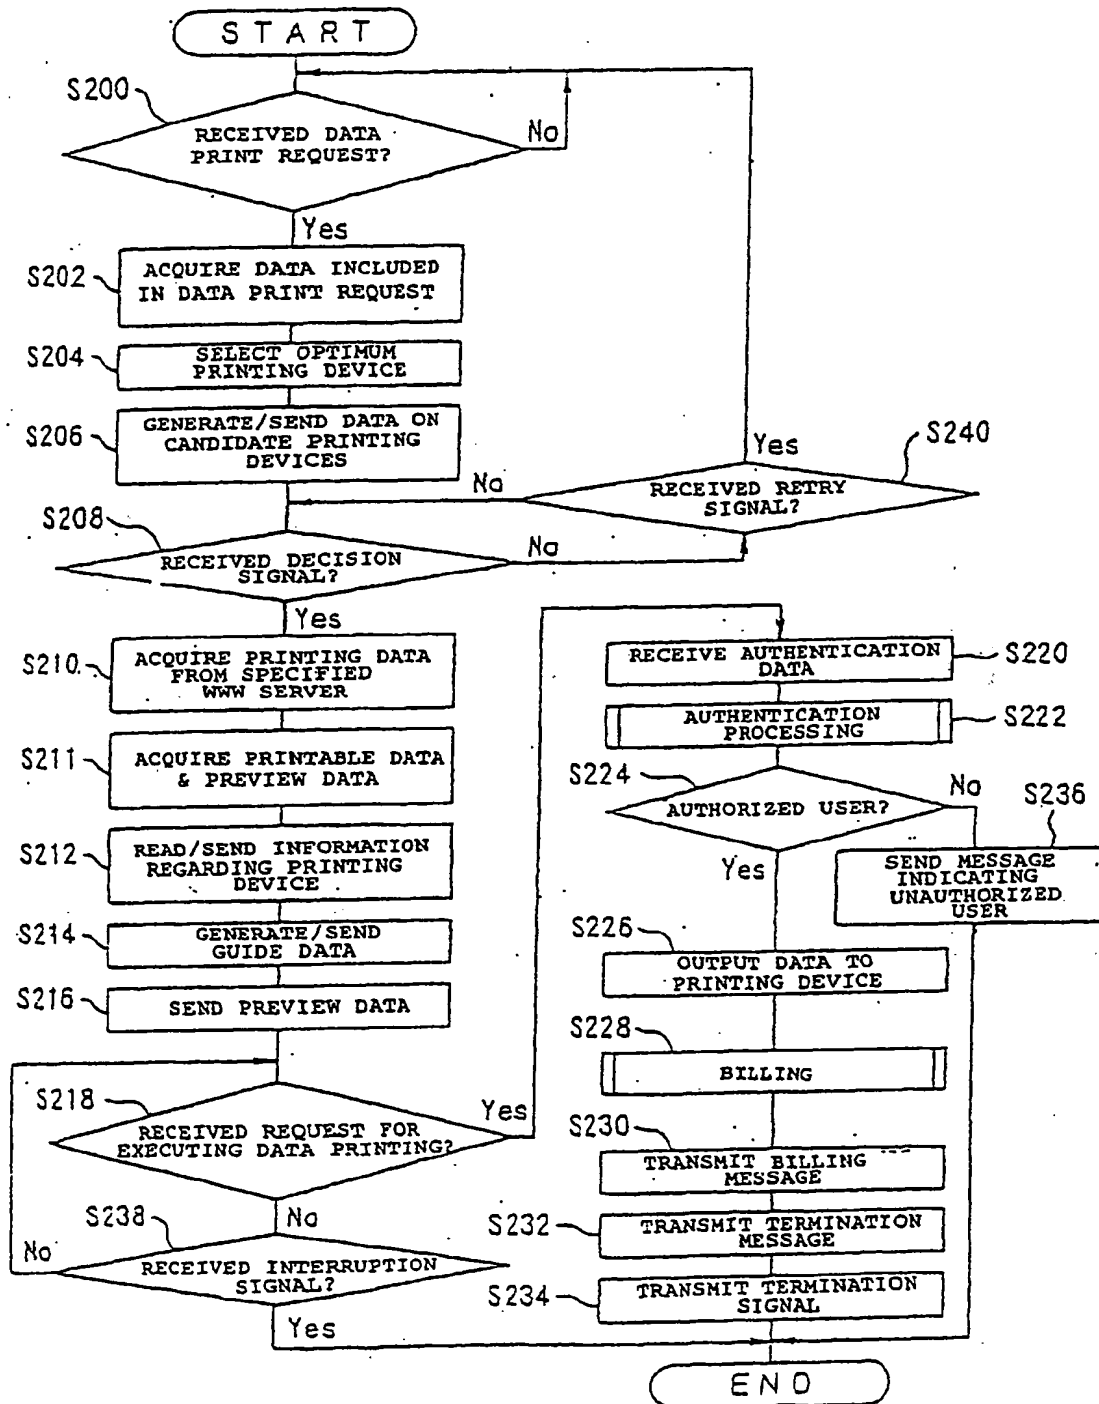 START
S200
RECEIVED DATA
PRINT REQUEST?
No
Yes
S202
ACQUIRE DATA INCLUDED
IN DATA PRINT REQUEST
S204
SELECT OPTIMUM
PRINTING DEVICE
S206
GENERATE/SEND DATA ON
CANDIDATE PRINTING
DEVICES
S240
Yes
RECEIVED RETRY
SIGNAL?
No
S208
RECEIVED DECISION
SIGNAL?
No
Yes
S210
ACQUIRE PRINTING DATA
FROM SPECIFIED
WWW SERVER
S211
ACQUIRE PRINTABLE DATA
& PREVIEW DATA
S212
READ/SEND INFORMATION
REGARDING PRINTING
DEVICE
S214
GENERATE/SEND
GUIDE DATA
S216
SEND PREVIEW DATA
S218
RECEIVED REQUEST FOR
EXECUTING DATA PRINTING?
Yes
No
S238
RECEIVED INTERRUPTION
SIGNAL?
No
Yes
RECEIVE AUTHENTICATION
DATA
S220
AUTHENTICATION
PROCESSING
S222
S224
AUTHORIZED USER?
No
Yes
S236
SEND MESSAGE
INDICATING
UNAUTHORIZED
USER
S226
OUTPUT DATA TO
PRINTING DEVICE
S228
BILLING
S230
TRANSMIT BILLING
MESSAGE
S232
TRANSMIT TERMINATION
MESSAGE
S234
TRANSMIT TERMINATION
SIGNAL
END